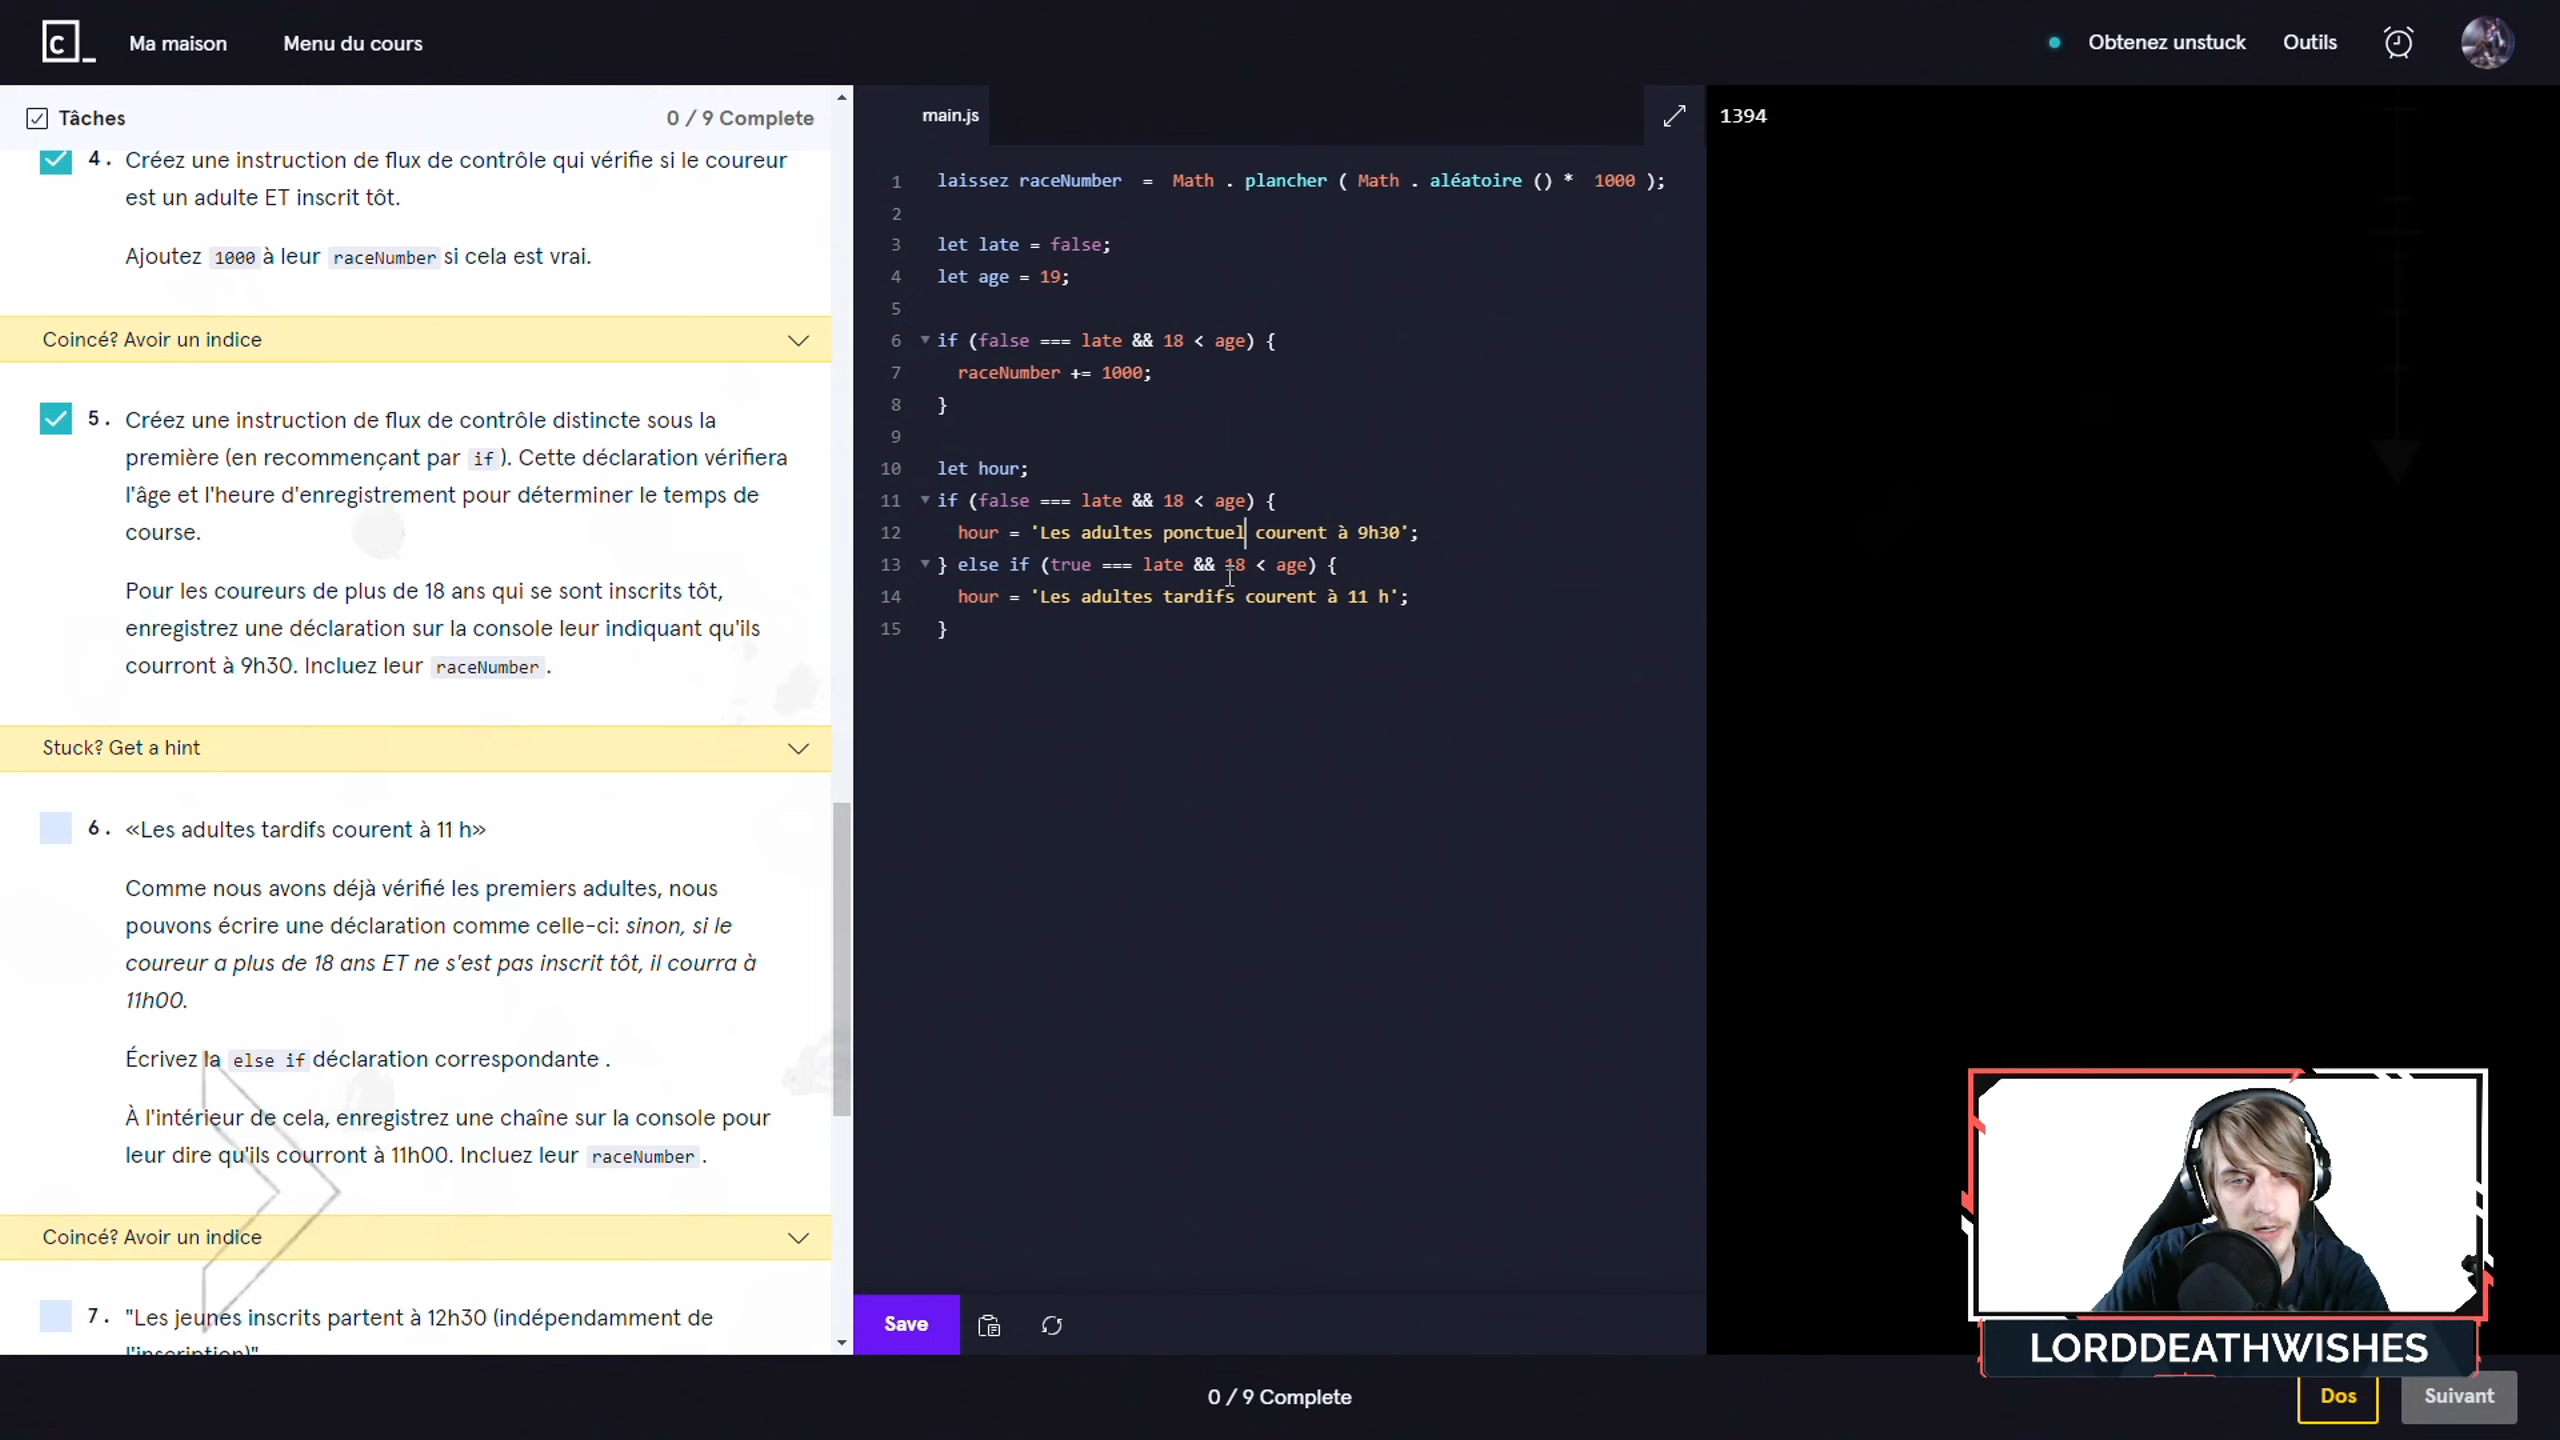 C_ Ma maison Menu du cours Obtenez unstuck Outils
Tâches 0 / 9 Complete
4. Créez une instruction de flux de contrôle qui vérifie si le coureur
est un adulte ET inscrit tôt.
Ajoutez 1000 à leur raceNumber si cela est vrai.
Coincé? Avoir un indice
5. Créez une instruction de flux de contrôle distincte sous la
première (en recommençant par if ). Cette déclaration vérifiera
l'âge et l'heure d'enregistrement pour déterminer le temps de
course.
Pour les coureurs de plus de 18 ans qui se sont inscrits tôt,
enregistrez une déclaration sur la console leur indiquant qu'ils
courront à 9h30. Incluez leur raceNumber .
Stuck? Get a hint
6. «Les adultes tardifs courent à 11 h»
Comme nous avons déjà vérifié les premiers adultes, nous
pouvons écrire une déclaration comme celle-ci: sinon, si le
coureur a plus de 18 ans ET ne s'est pas inscrit tôt, il courra à
11h00.
Écrivez la else if déclaration correspondante .
À l'intérieur de cela, enregistrez une chaîne sur la console pour
leur dire qu'ils courront à 11h00. Incluez leur raceNumber .
Coincé? Avoir un indice
7. "Les jeunes inscrits partent à 12h30 (indépendamment de
l'inscription)"
main.js
1 laissez raceNumber = Math . plancher ( Math . aléatoire () * 1000 );
2
3 let late = false;
4 let age = 19;
5
6 if (false === late && 18 < age) {
7 raceNumber += 1000;
8 }
9
10 let hour;
11 if (false === late && 18 < age) {
12 hour = 'Les adultes ponctuel courent à 9h30';
13 } else if (true === late && 18 < age) {
14 hour = 'Les adultes tardifs courent à 11 h';
15 }
Save
1394
LORDDEATHWISHES
0 / 9 Complete
Dos Suivant